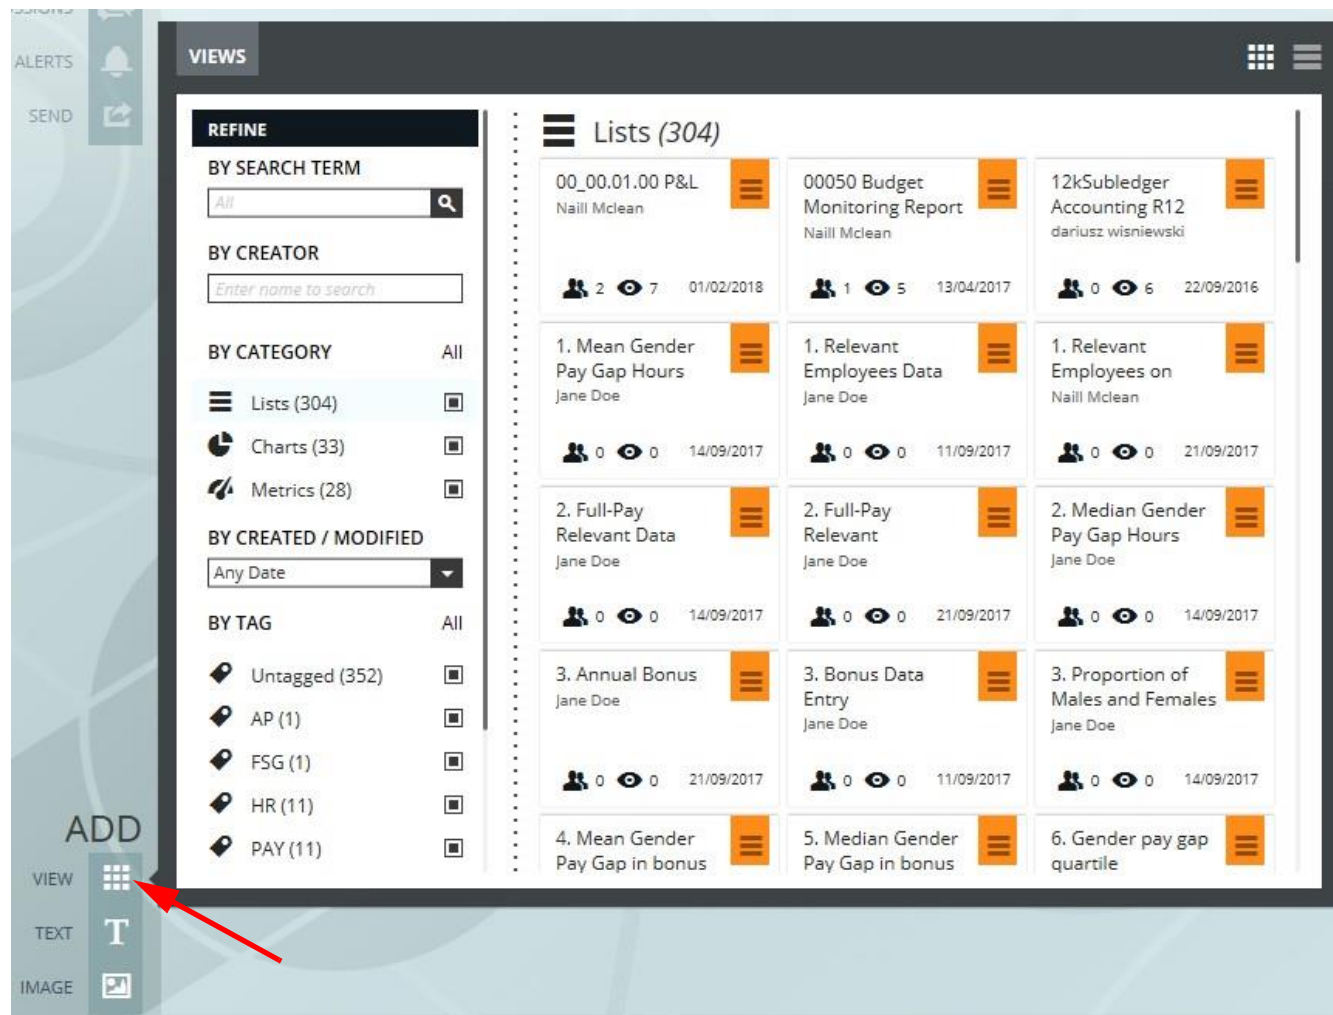 ALERTS
SEND
VIEWS
REFINE
BY SEARCH TERM
All
BY CREATOR
Enter name to search
BY CATEGORY All
Lists (304)
Charts (33)
Metrics (28)
BY CREATED / MODIFIED
Any Date
BY TAG All
Untagged (352)
AP (1)
FSG (1)
HR (11)
PAY (11)
Lists (304)
00_00.01.00 P&L
Naill Mclean
2 7 01/02/2018
00050 Budget
Monitoring Report
Naill Mclean
1 5 13/04/2017
12kSubledger
Accounting R12
dariusz wisniewski
0 6 22/09/2016
1. Mean Gender
Pay Gap Hours
Jane Doe
0 0 14/09/2017
1. Relevant
Employees Data
Jane Doe
0 0 11/09/2017
1. Relevant
Employees on
Naill Mclean
0 0 21/09/2017
2. Full-Pay
Relevant Data
Jane Doe
0 0 14/09/2017
2. Full-Pay
Relevant
Jane Doe
0 0 21/09/2017
2. Median Gender
Pay Gap Hours
Jane Doe
0 0 14/09/2017
3. Annual Bonus
Jane Doe
0 0 21/09/2017
3. Bonus Data
Entry
Jane Doe
0 0 11/09/2017
3. Proportion of
Males and Females
Jane Doe
0 0 14/09/2017
4. Mean Gender
Pay Gap in bonus
5. Median Gender
Pay Gap in bonus
6. Gender pay gap
quartile
ADD
VIEW
TEXT
T
IMAGE